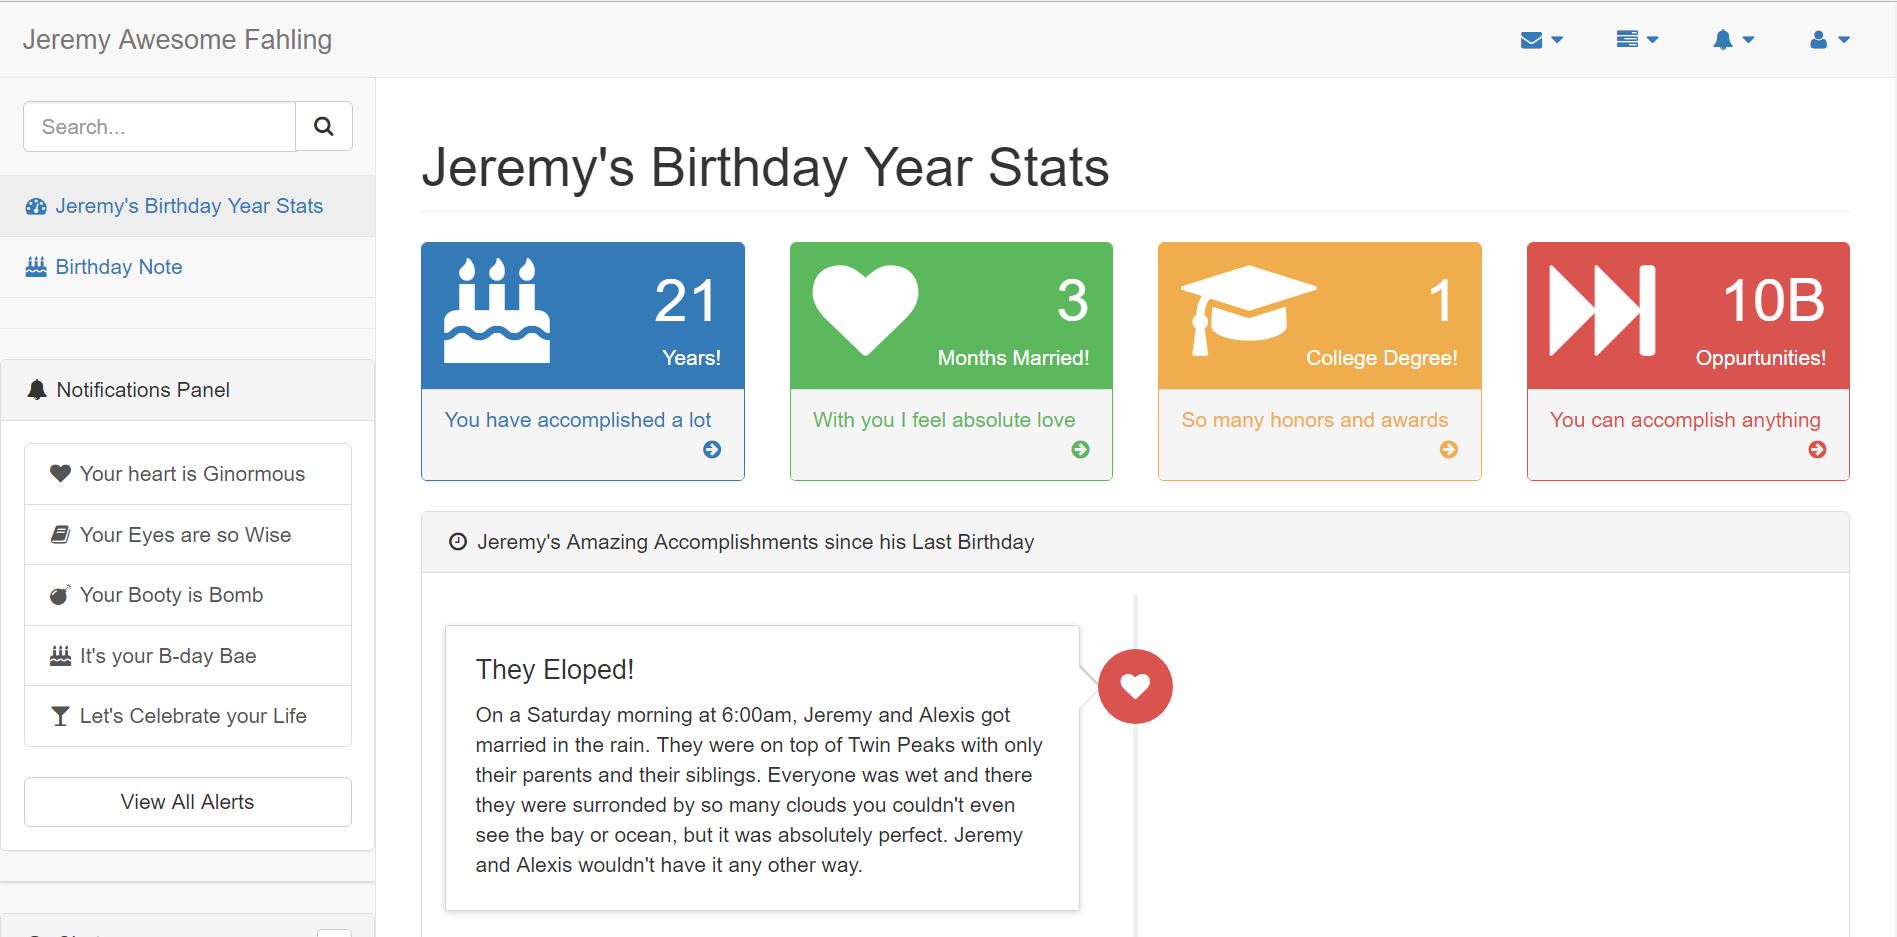 Jeremy Awesome Fahling
Search...
Jeremy's Birthday Year Stats
Birthday Note
Notifications Panel
Your heart is Ginormous
Your Eyes are so Wise
Your Booty is Bomb
It's your B-day Bae
Let's Celebrate your Life
View All Alerts
Jeremy's Birthday Year Stats
21
Years!
You have accomplished a lot
3
Months Married!
With you I feel absolute love
1
College Degree!
So many honors and awards
10B
Oppurtunities!
You can accomplish anything
Jeremy's Amazing Accomplishments since his Last Birthday
They Eloped!
On a Saturday morning at 6:00am, Jeremy and Alexis got
married in the rain. They were on top of Twin Peaks with only
their parents and their siblings. Everyone was wet and there
they were surronded by so many clouds you couldn't even
see the bay or ocean, but it was absolutely perfect. Jeremy
and Alexis wouldn't have it any other way.